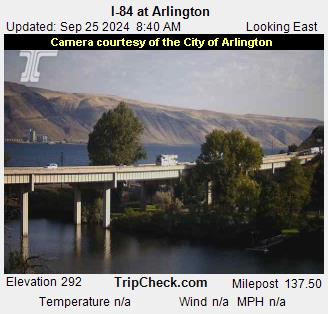 I-84 at Arlington
Updated: Sep 25 2024 8:40 AM Looking East
Camera courtesy of the City of Arlington
Elevation 292 TripCheck.com Milepost 137.50
Temperature n/a Wind n/a MPH n/a